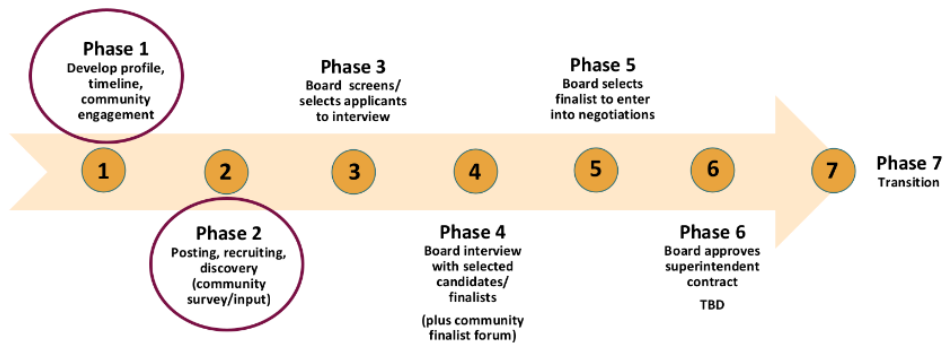 Phase 1
Develop profile,
timeline,
community
engagement
Phase 3
Board screens/
selects applicants
to interview
Phase 5
Board selects
finalist to enter
into negotiations
1
2
3
4
5
6
7
Phase 7
Transition
Phase 2
Posting, recruiting,
discovery
(community
survey/input)
Phase 4
Board interview
with selected
candidates/
finalists
(plus community
finalist forum)
Phase 6
Board approves
superintendent
contract
TBD